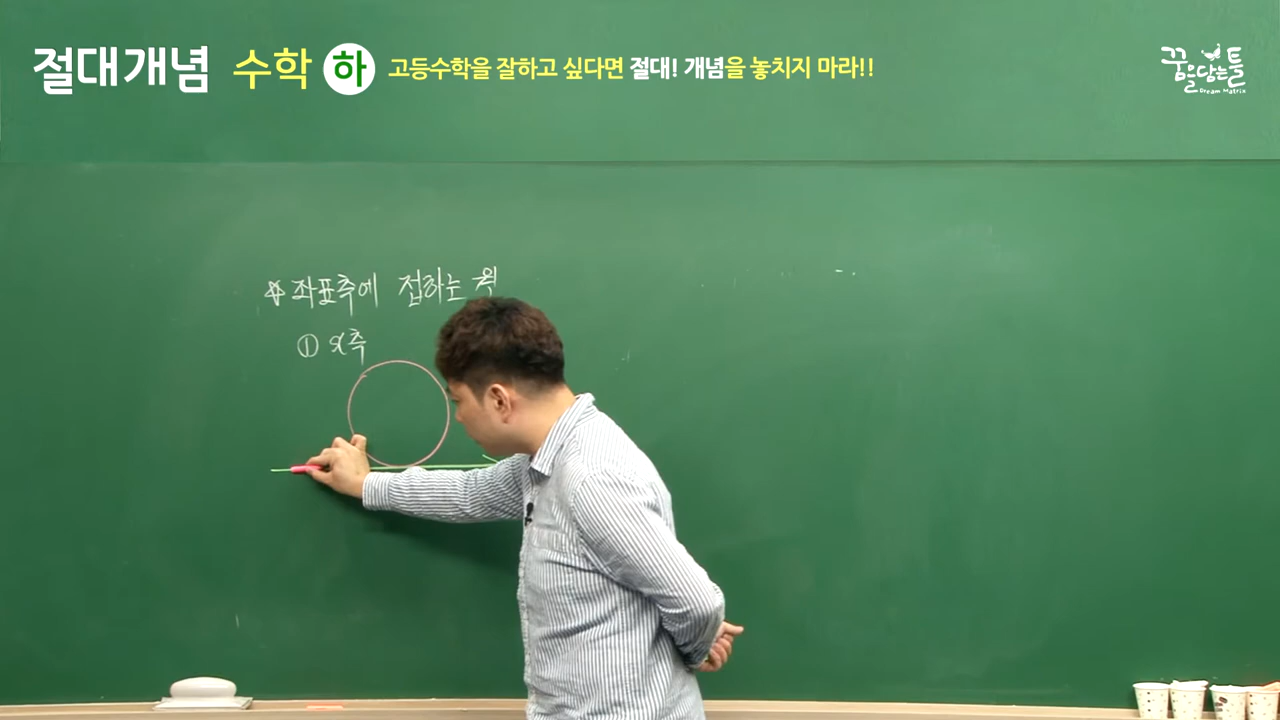 절대개념 수학 하 고등수학을 잘하고 싶다면 절대! 개념을 놓치지 마라!!
꿈을담는틀
Dream Matrix
☆ 좌표축에 접하는 원
① x축